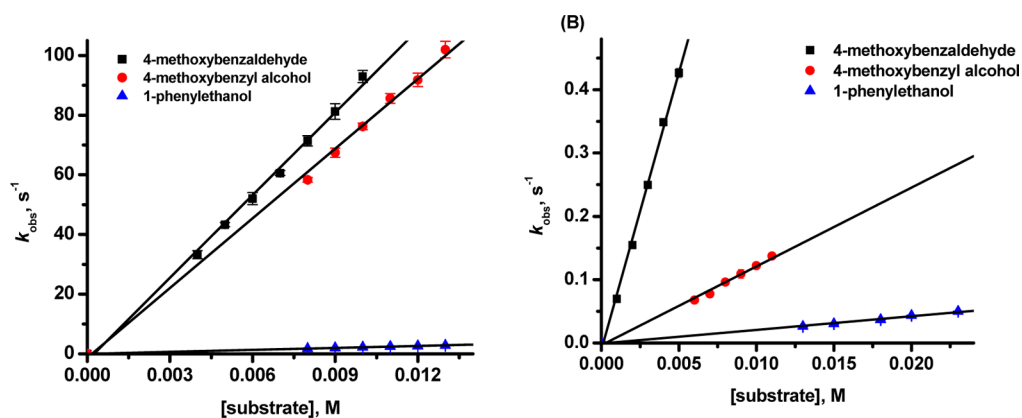 100
80
60
40
20
0
k_obs, s⁻¹
4-methoxybenzaldehyde
4-methoxybenzyl alcohol
1-phenylethanol
0.000 0.003 0.006 0.009 0.012
[substrate], M
(B)
0.4
0.3
0.2
0.1
0.0
k_obs, s⁻¹
4-methoxybenzaldehyde
4-methoxybenzyl alcohol
1-phenylethanol
0.000 0.005 0.010 0.015 0.020
[substrate], M